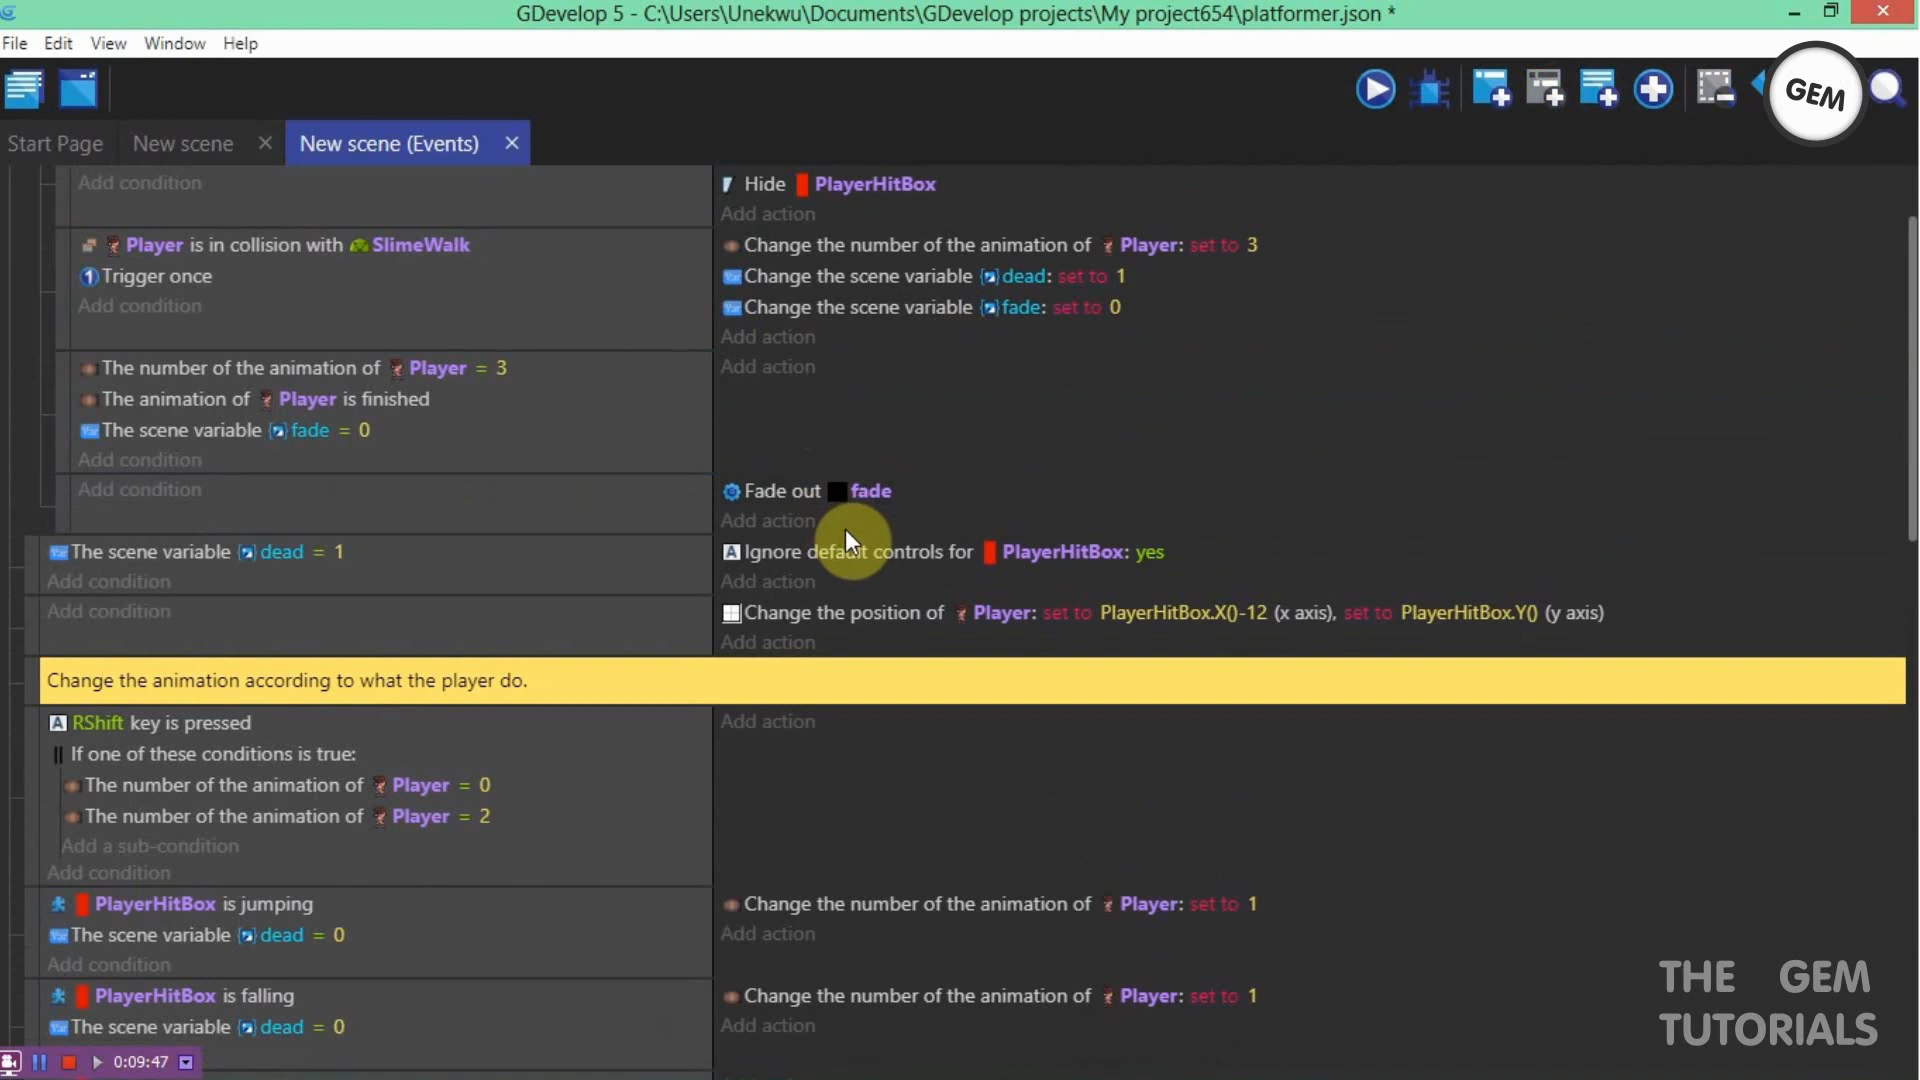 GDevelop 5 - C:\Users\Unekwu\Documents\GDevelop projects\My project654\platformer.json *
File Edit View Window Help
GEM
Start Page New scene × New scene (Events) ×
Add condition
Hide PlayerHitBox
Add action
Player is in collision with SlimeWalk
Trigger once
Add condition
Change the number of the animation of Player: set to 3
Change the scene variable dead: set to 1
Change the scene variable fade: set to 0
Add action
The number of the animation of Player = 3
The animation of Player is finished
The scene variable fade = 0
Add condition
Add action
Add condition
Fade out fade
Add action
The scene variable dead = 1
Add condition
Ignore default controls for PlayerHitBox: yes
Add action
Add condition
Change the position of Player: set to PlayerHitBox.X()-12 (x axis), set to PlayerHitBox.Y() (y axis)
Add action
Change the animation according to what the player do.
RShift key is pressed
If one of these conditions is true:
The number of the animation of Player = 0
The number of the animation of Player = 2
Add a sub-condition
Add condition
Add action
PlayerHitBox is jumping
The scene variable dead = 0
Add condition
Change the number of the animation of Player: set to 1
Add action
PlayerHitBox is falling
The scene variable dead = 0
Change the number of the animation of Player: set to 1
Add action
THE GEM
TUTORIALS
0:09:47